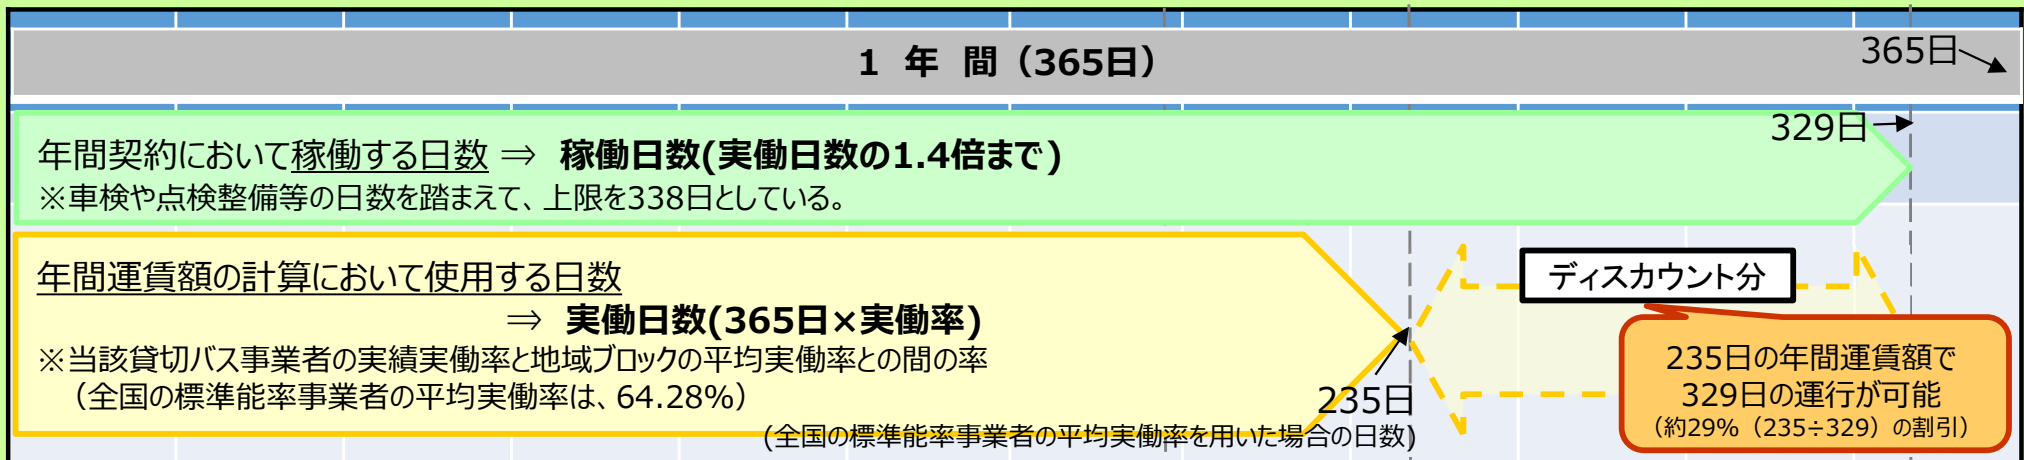 1 年 間（365日）
365日
329日
年間契約において稼働する日数 ⇒ 稼働日数(実働日数の1.4倍まで)
※車検や点検整備等の日数を踏まえて、上限を338日としている。
年間運賃額の計算において使用する日数
⇒ 実働日数(365日×実働率)
※当該貸切バス事業者の実績実働率と地域ブロックの平均実働率との間の率
（全国の標準能率事業者の平均実働率は、64.28%）
235日
(全国の標準能率事業者の平均実働率を用いた場合の日数)
ディスカウント分
235日の年間運賃額で
329日の運行が可能
（約29%（235÷329）の割引）